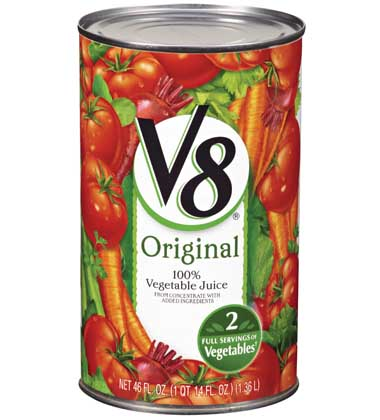 V8®
Original
100%
Vegetable Juice
FROM CONCENTRATE WITH
ADDED INGREDIENTS
2
FULL SERVINGS OF
Vegetables†
NET 46 FL. OZ. (1 QT 14 FL. OZ.) (1.36 L)